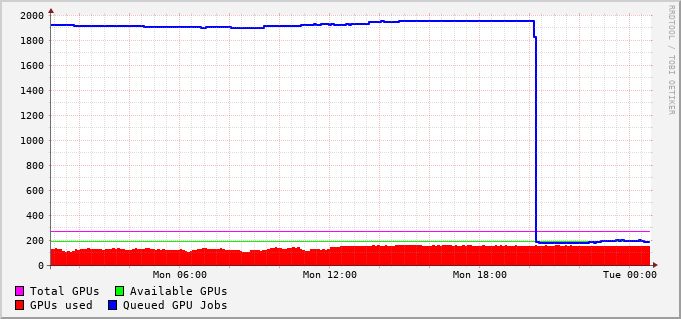 2000
1800
1600
1400
1200
1000
800
600
400
200
0
Mon 06:00 Mon 12:00 Mon 18:00 Tue 00:00
Total GPUs Available GPUs
GPUs used Queued GPU Jobs
RRDTOOL / TOBI OETIKER